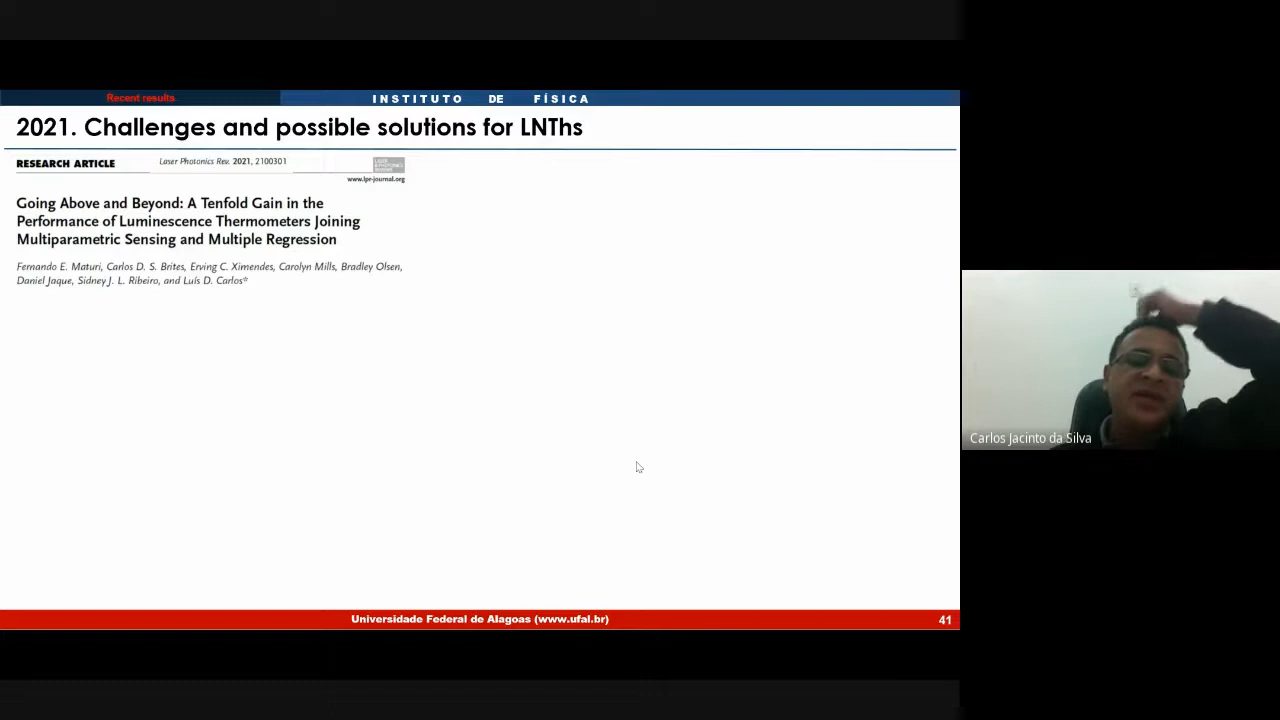 Recent results
INSTITUTO DE FÍSICA
2021. Challenges and possible solutions for LNThs
RESEARCH ARTICLE
Laser Photonics Rev. 2021, 2100301
www.lpr-journal.org
Going Above and Beyond: A Tenfold Gain in the
Performance of Luminescence Thermometers Joining
Multiparametric Sensing and Multiple Regression
Fernando E. Maturi, Carlos D. S. Brites, Erving C. Ximendes, Carolyn Mills, Bradley Olsen,
Daniel Jaque, Sidney J. L. Ribeiro, and Luís D. Carlos*
Carlos Jacinto da Silva
Universidade Federal de Alagoas (www.ufal.br)
41